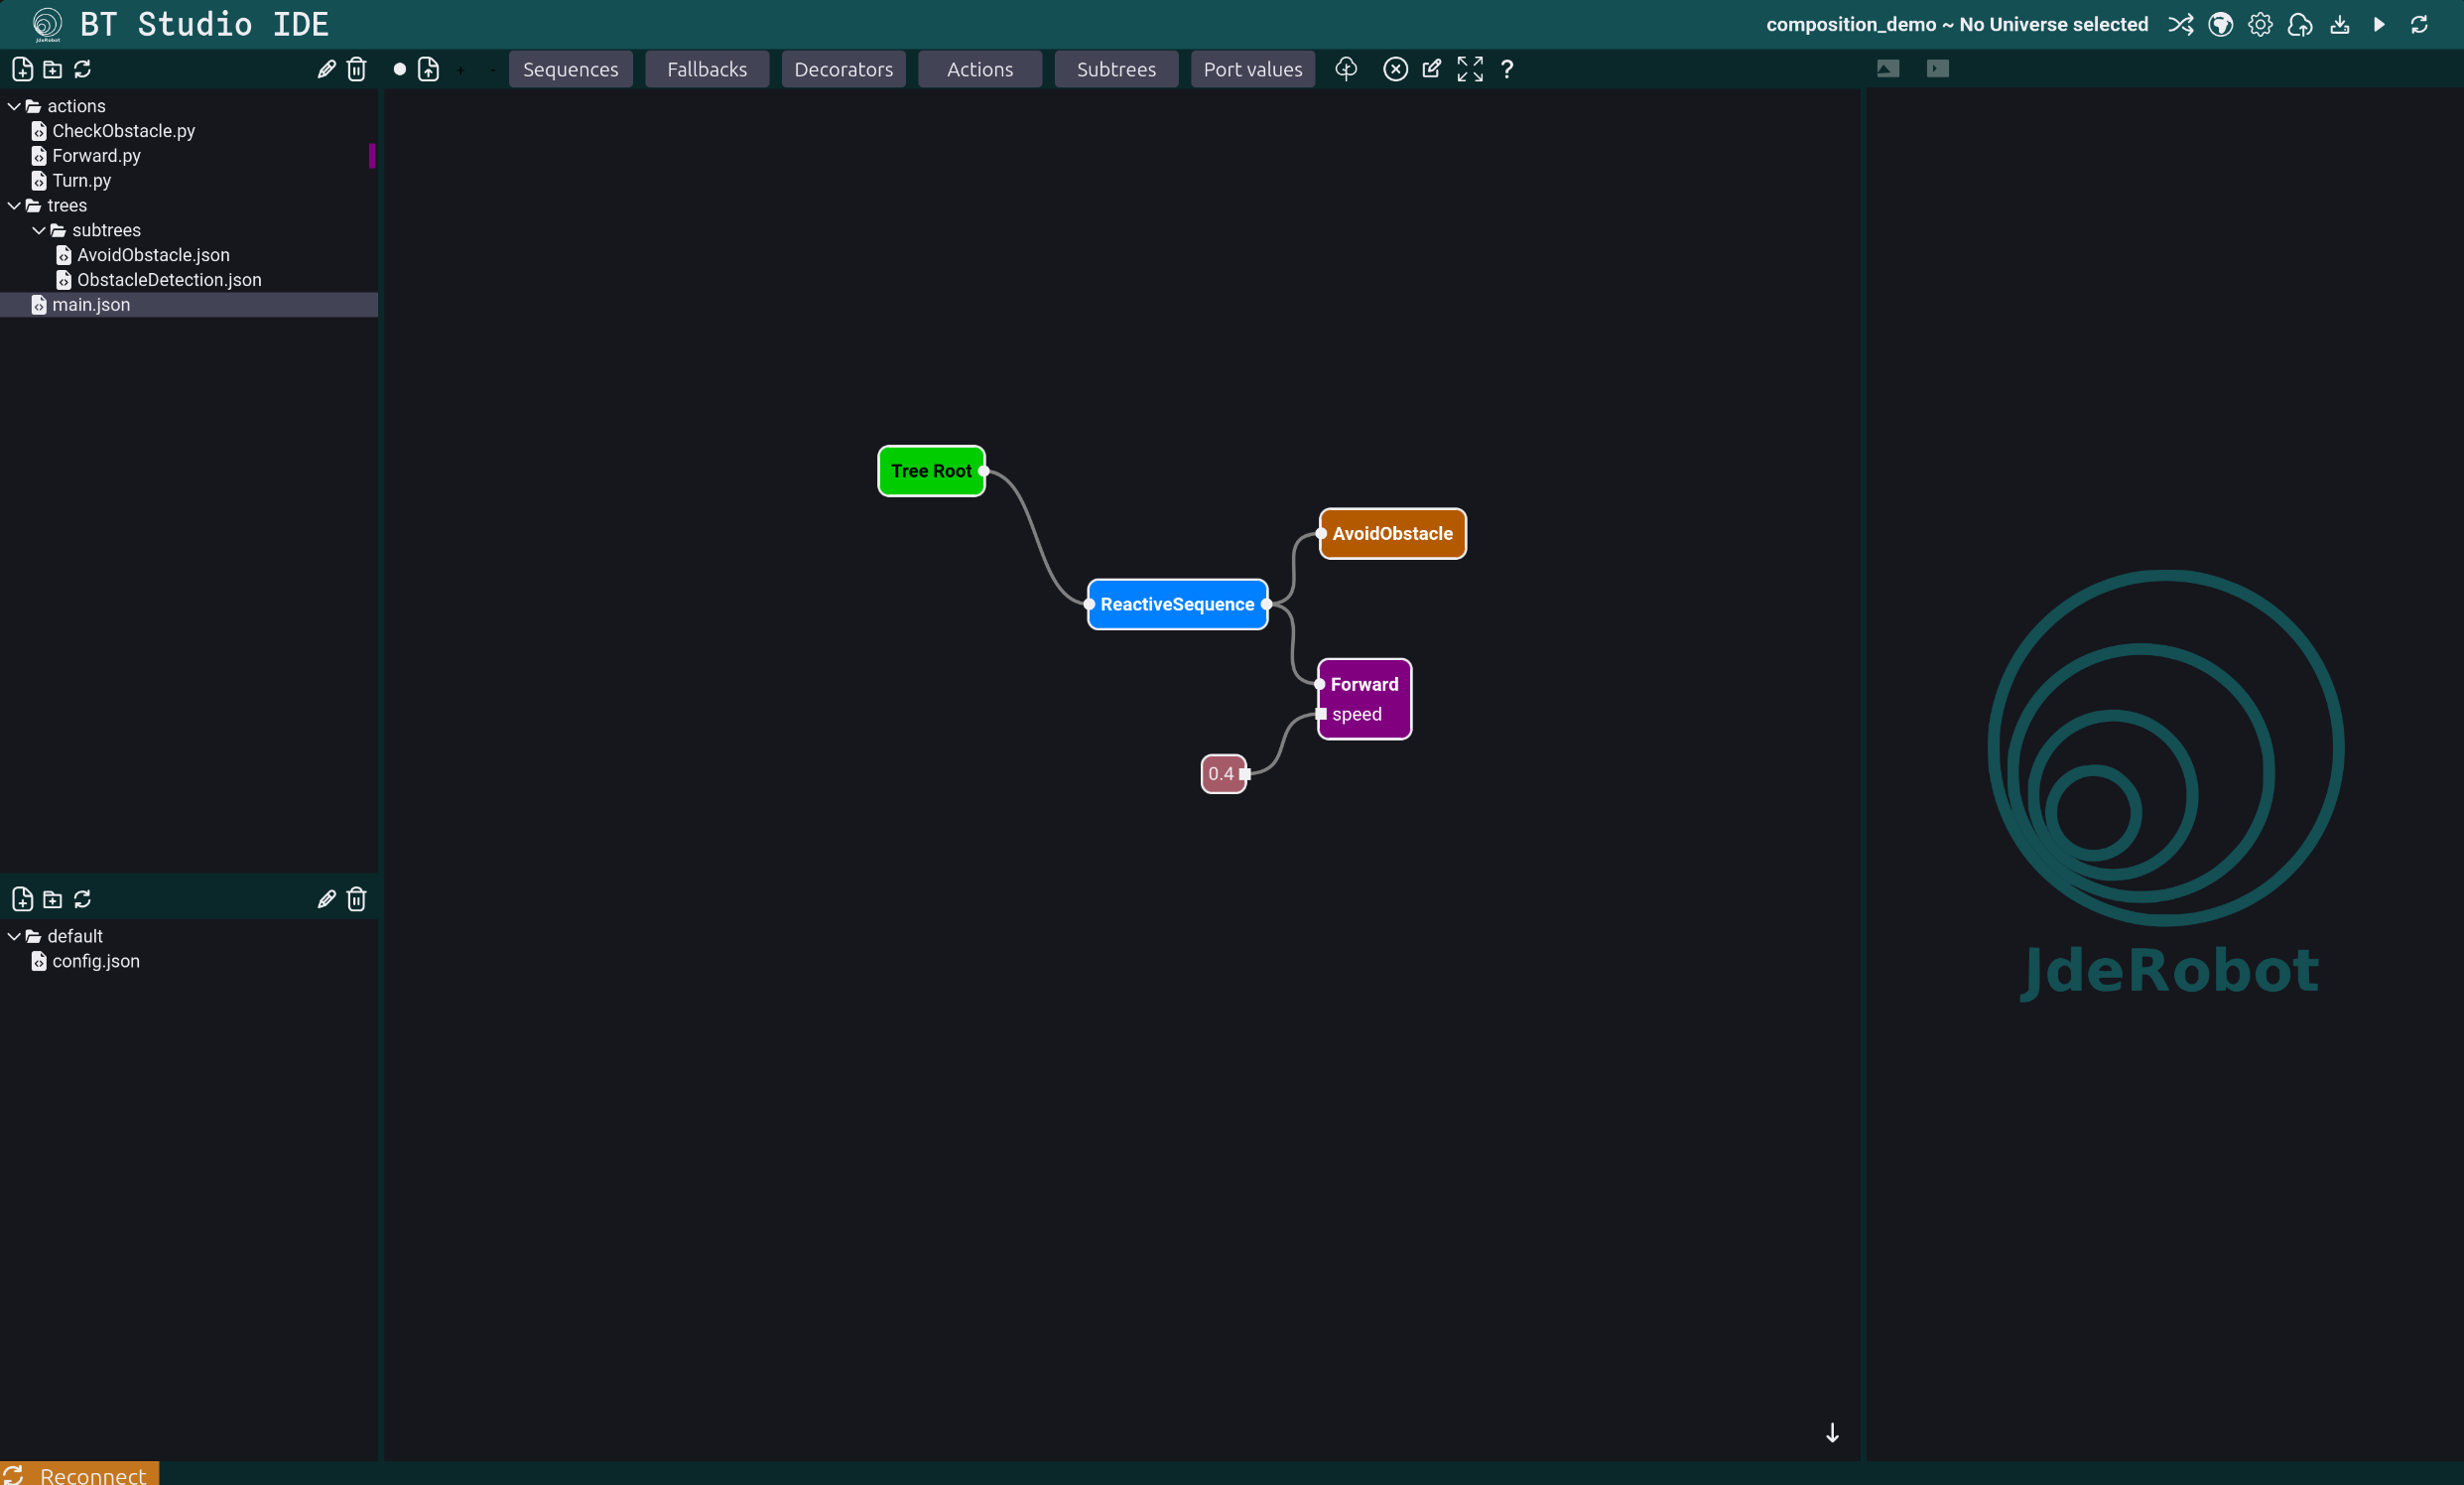 JdeRobot
BT Studio IDE
composition_demo ~ No Universe selected
Sequences
Fallbacks
Decorators
Actions
Subtrees
Port values
?
actions
CheckObstacle.py
Forward.py
Turn.py
trees
subtrees
AvoidObstacle.json
ObstacleDetection.json
main.json
Tree Root
AvoidObstacle
ReactiveSequence
Forward
speed
0.4
JdeRobot
default
config.json
Reconnect